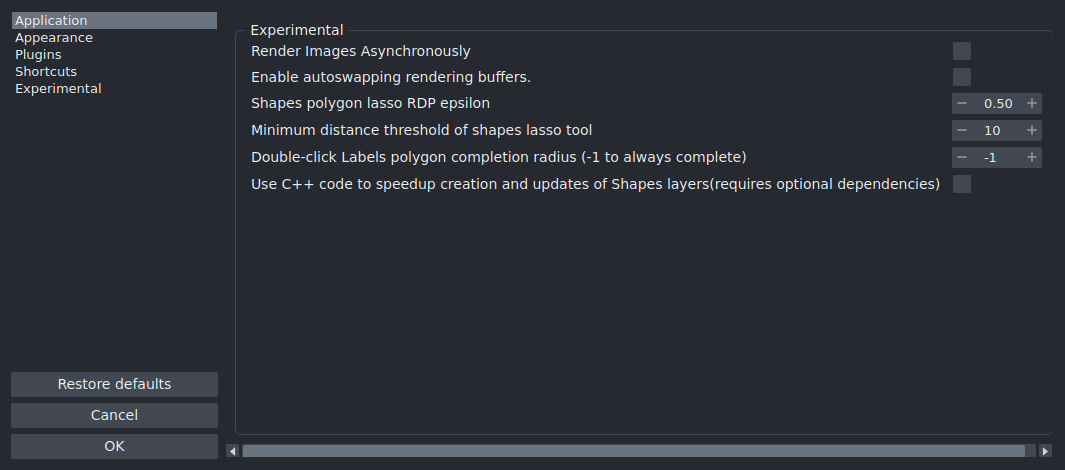 Application
Appearance
Plugins
Shortcuts
Experimental
Restore defaults
Cancel
OK
Experimental
Render Images Asynchronously
Enable autoswapping rendering buffers.
Shapes polygon lasso RDP epsilon − 0.50 +
Minimum distance threshold of shapes lasso tool − 10 +
Double-click Labels polygon completion radius (-1 to always complete) − -1 +
Use C++ code to speedup creation and updates of Shapes layers(requires optional dependencies)